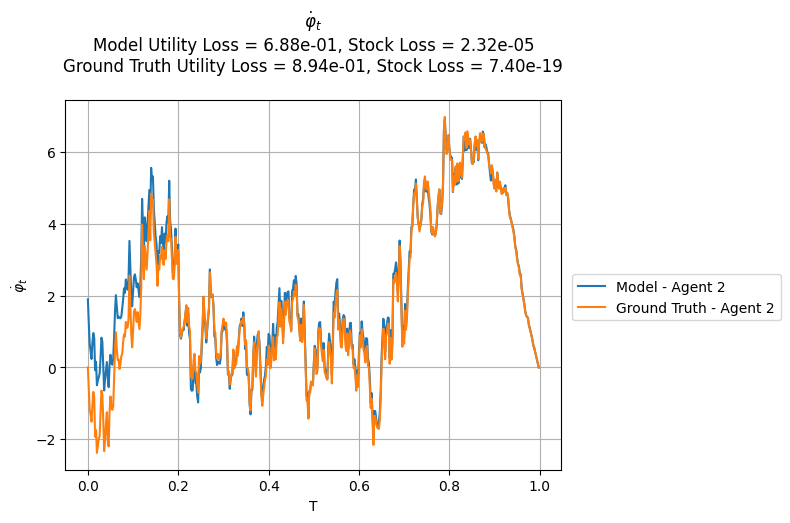 φ̇ₜ
Model Utility Loss = 6.88e-01, Stock Loss = 2.32e-05
Ground Truth Utility Loss = 8.94e-01, Stock Loss = 7.40e-19
φ̇ₜ
6
4
2
0
−2
0.0 0.2 0.4 0.6 0.8 1.0
T
Model - Agent 2
Ground Truth - Agent 2